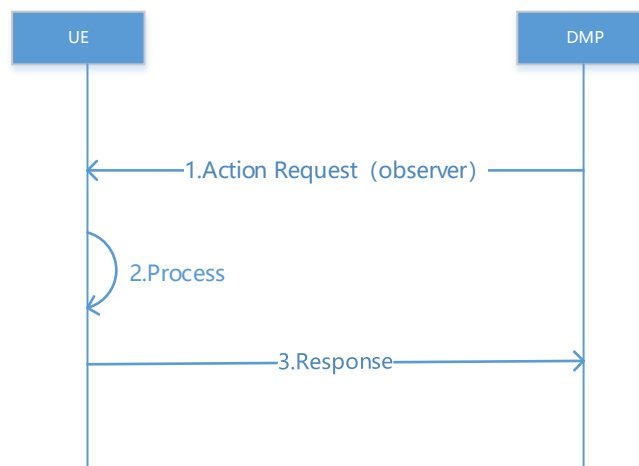 UE
DMP
1.Action Request（observer）
2.Process
3.Response